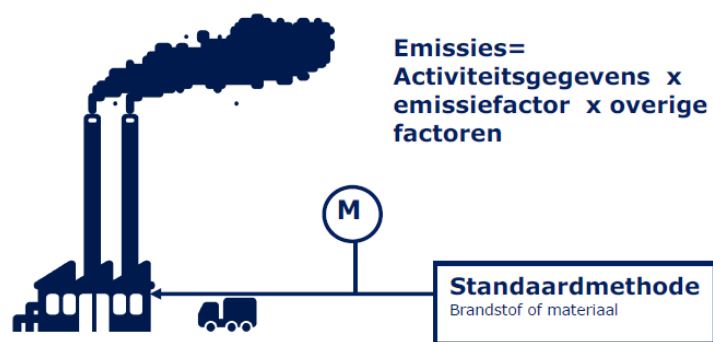 Emissies=
Activiteitsgegevens x
emissiefactor x overige
factoren
M
Standaardmethode
Brandstof of materiaal